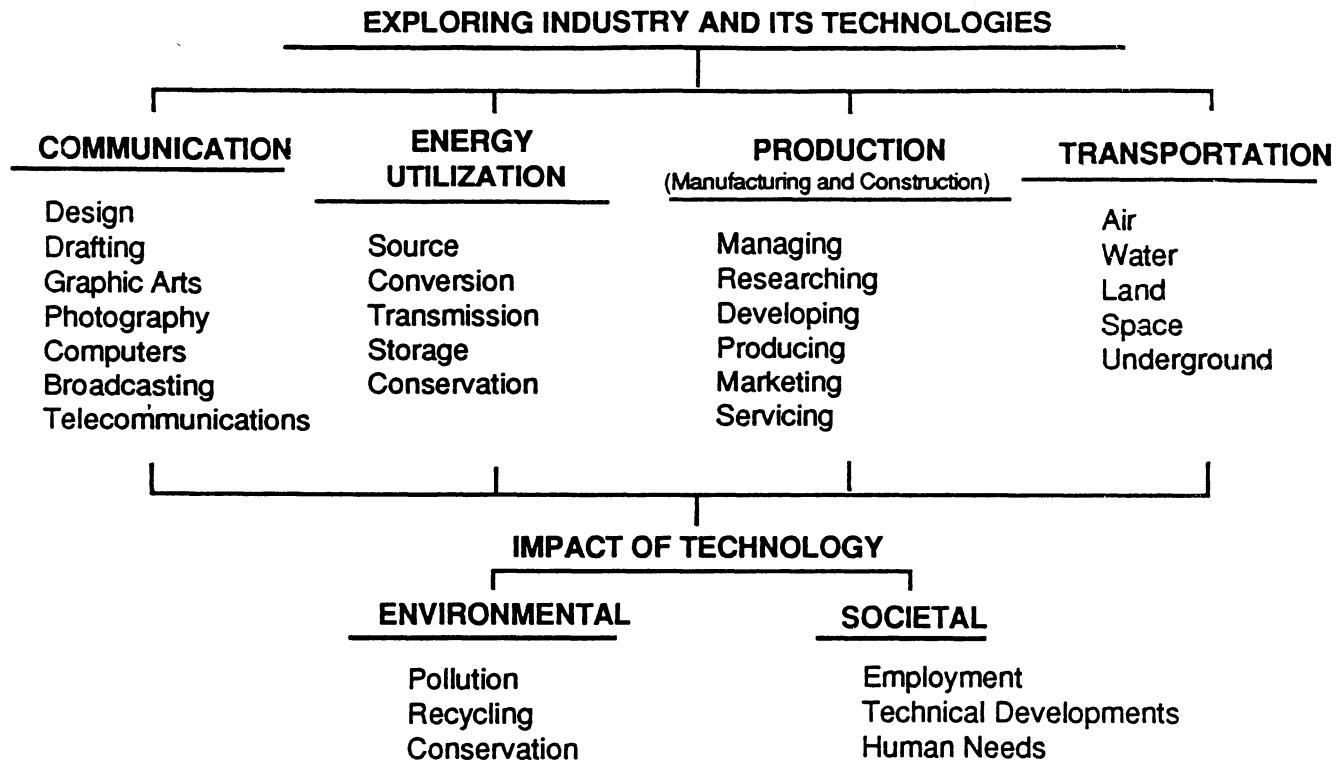 EXPLORING INDUSTRY AND ITS TECHNOLOGIES
COMMUNICATION
Design
Drafting
Graphic Arts
Photography
Computers
Broadcasting
Telecommunications
ENERGY
UTILIZATION
Source
Conversion
Transmission
Storage
Conservation
PRODUCTION
(Manufacturing and Construction)
Managing
Researching
Developing
Producing
Marketing
Servicing
TRANSPORTATION
Air
Water
Land
Space
Underground
IMPACT OF TECHNOLOGY
ENVIRONMENTAL
Pollution
Recycling
Conservation
SOCIETAL
Employment
Technical Developments
Human Needs